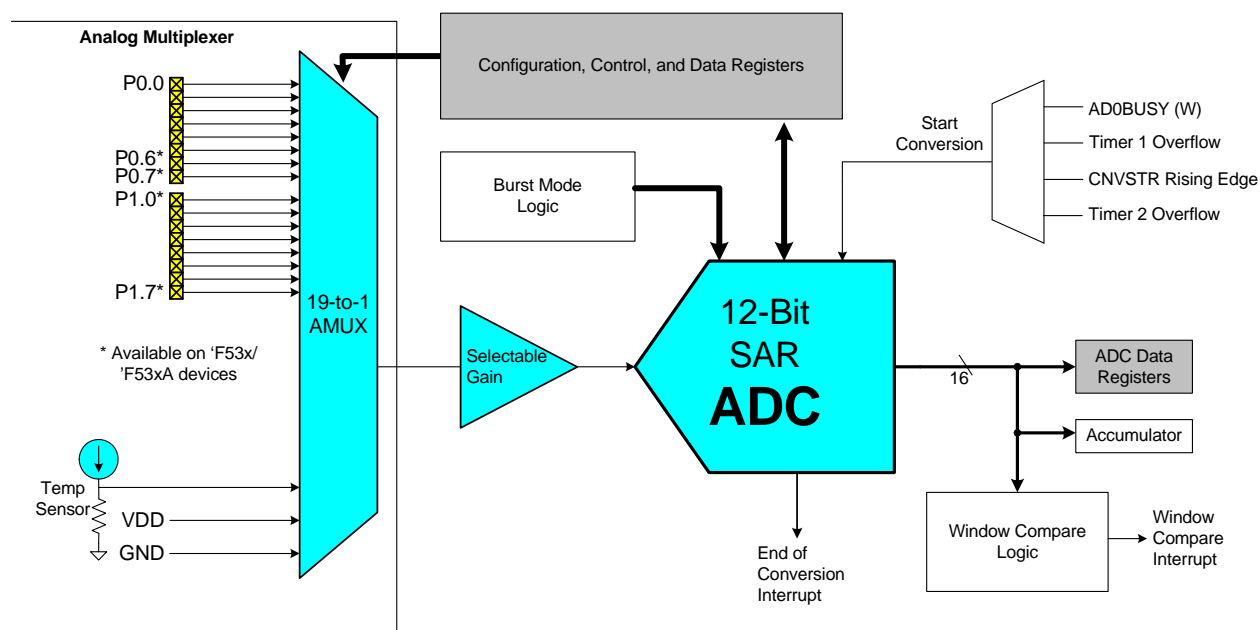 Analog Multiplexer
P0.0
P0.6*
P0.7*
P1.0*
P1.7*
19-to-1
AMUX
* Available on ‘F53x/
’F53xA devices
Temp
Sensor
VDD
GND
Configuration, Control, and Data Registers
Burst Mode
Logic
Start
Conversion
AD0BUSY (W)
Timer 1 Overflow
CNVSTR Rising Edge
Timer 2 Overflow
Selectable
Gain
12-Bit
SAR
ADC
16
ADC Data
Registers
Accumulator
Window Compare
Logic
Window
Compare
Interrupt
End of
Conversion
Interrupt